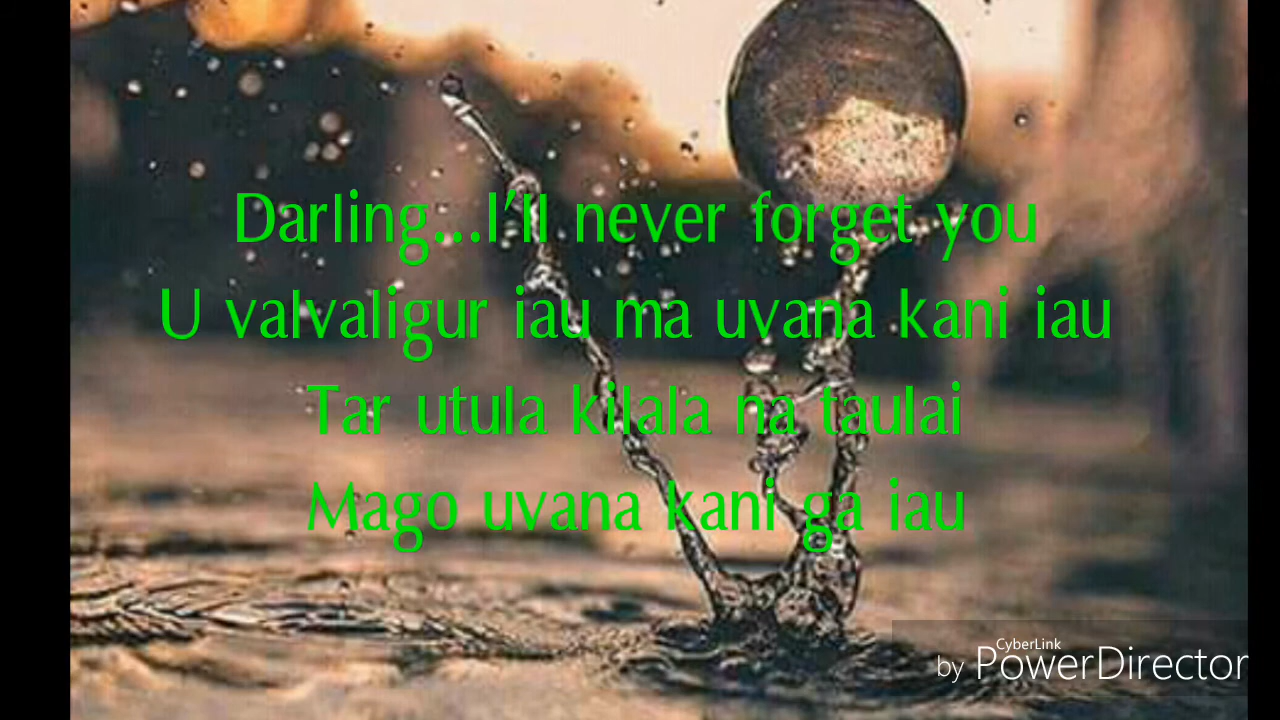 Darling...I'll never forget you
U valvaligur iau ma uvana kani iau
Tar utula kilala na taulai
Mago uvana kani ga iau
CyberLink
by PowerDirector